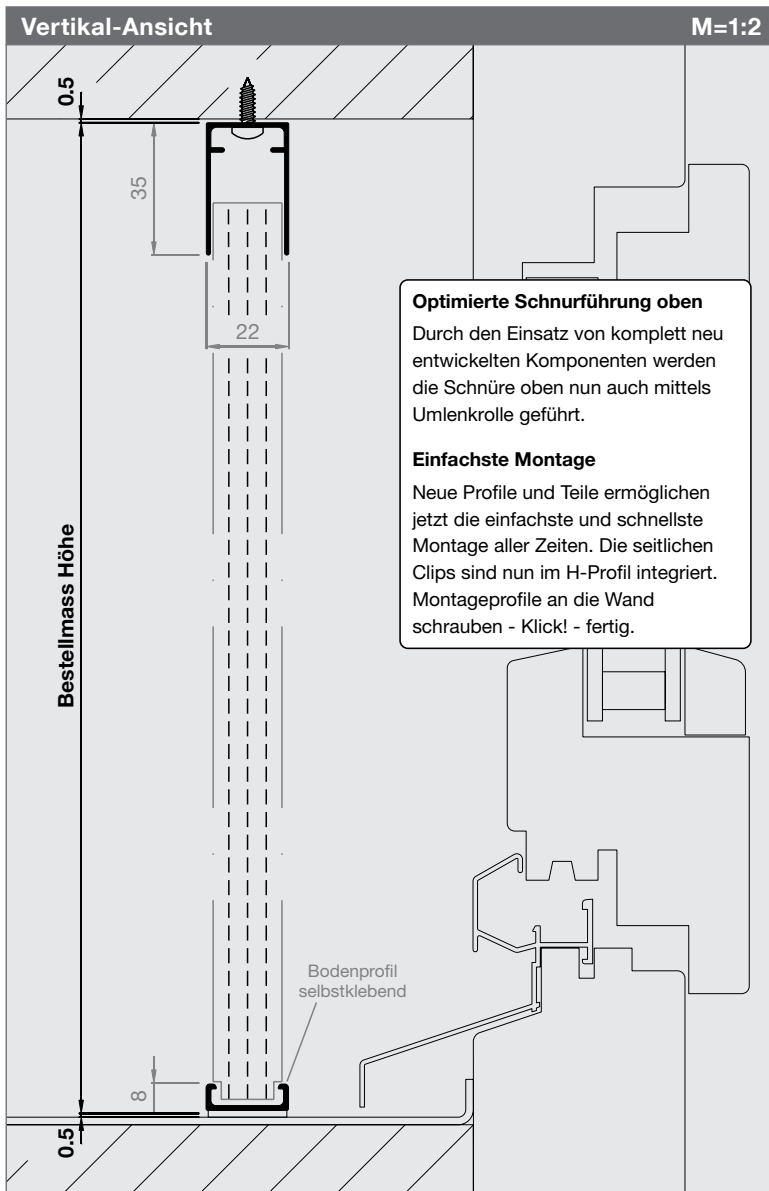 Vertikal-Ansicht M=1:2
0.5
35
22
Optimierte Schnurführung oben
Durch den Einsatz von komplett neu
entwickelten Komponenten werden
die Schnüre oben nun auch mittels
Umlenkrolle geführt.
Einfachste Montage
Neue Profile und Teile ermöglichen
jetzt die einfachste und schnellste
Montage aller Zeiten. Die seitlichen
Clips sind nun im H-Profil integriert.
Montageprofile an die Wand
schrauben - Klick! - fertig.
Bestellmass Höhe
Bodenprofil
selbstklebend
8
0.5